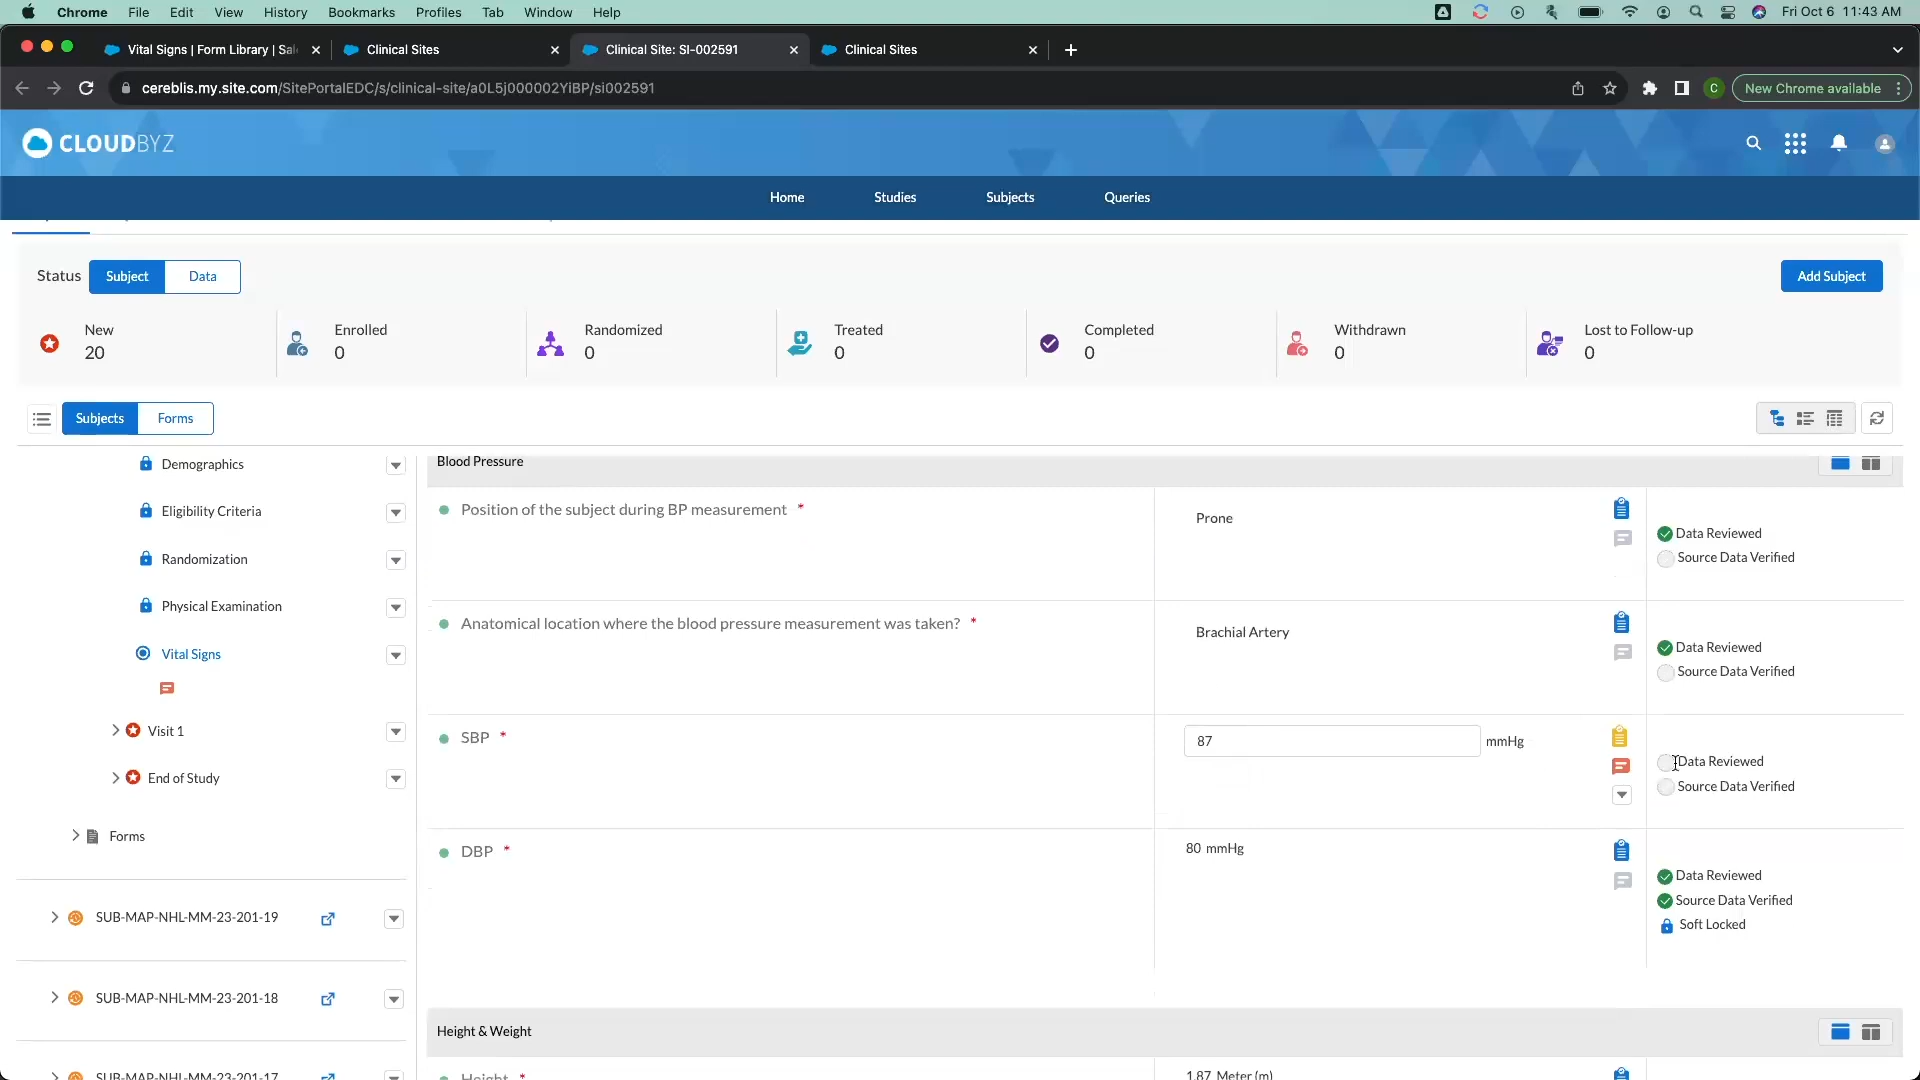 Chrome File Edit View History Bookmarks Profiles Tab Window Help Fri Oct 6 11:43 AM
Vital Signs | Form Library | Sal Clinical Sites Clinical Site: SI-002591 Clinical Sites
cereblis.my.site.com/SitePortalEDC/s/clinical-site/a0L5j000002YiBP/si002591 C New Chrome available
CLOUDBYZ
Home Studies Subjects Queries
Status Subject Data Add Subject
New Enrolled Randomized Treated Completed Withdrawn Lost to Follow-up
20 0 0 0 0 0 0
Subjects Forms
Demographics
Eligibility Criteria
Randomization
Physical Examination
Vital Signs
Visit 1
End of Study
Forms
SUB-MAP-NHL-MM-23-201-19
SUB-MAP-NHL-MM-23-201-18
SUB-MAP-NHL-MM-23-201-17
Blood Pressure
Position of the subject during BP measurement *
Prone
Data Reviewed
Source Data Verified
Anatomical location where the blood pressure measurement was taken? *
Brachial Artery
Data Reviewed
Source Data Verified
SBP *
87 mmHg
Data Reviewed
Source Data Verified
DBP *
80 mmHg
Data Reviewed
Source Data Verified
Soft Locked
Height & Weight
Height *
1.87 Meter (m)